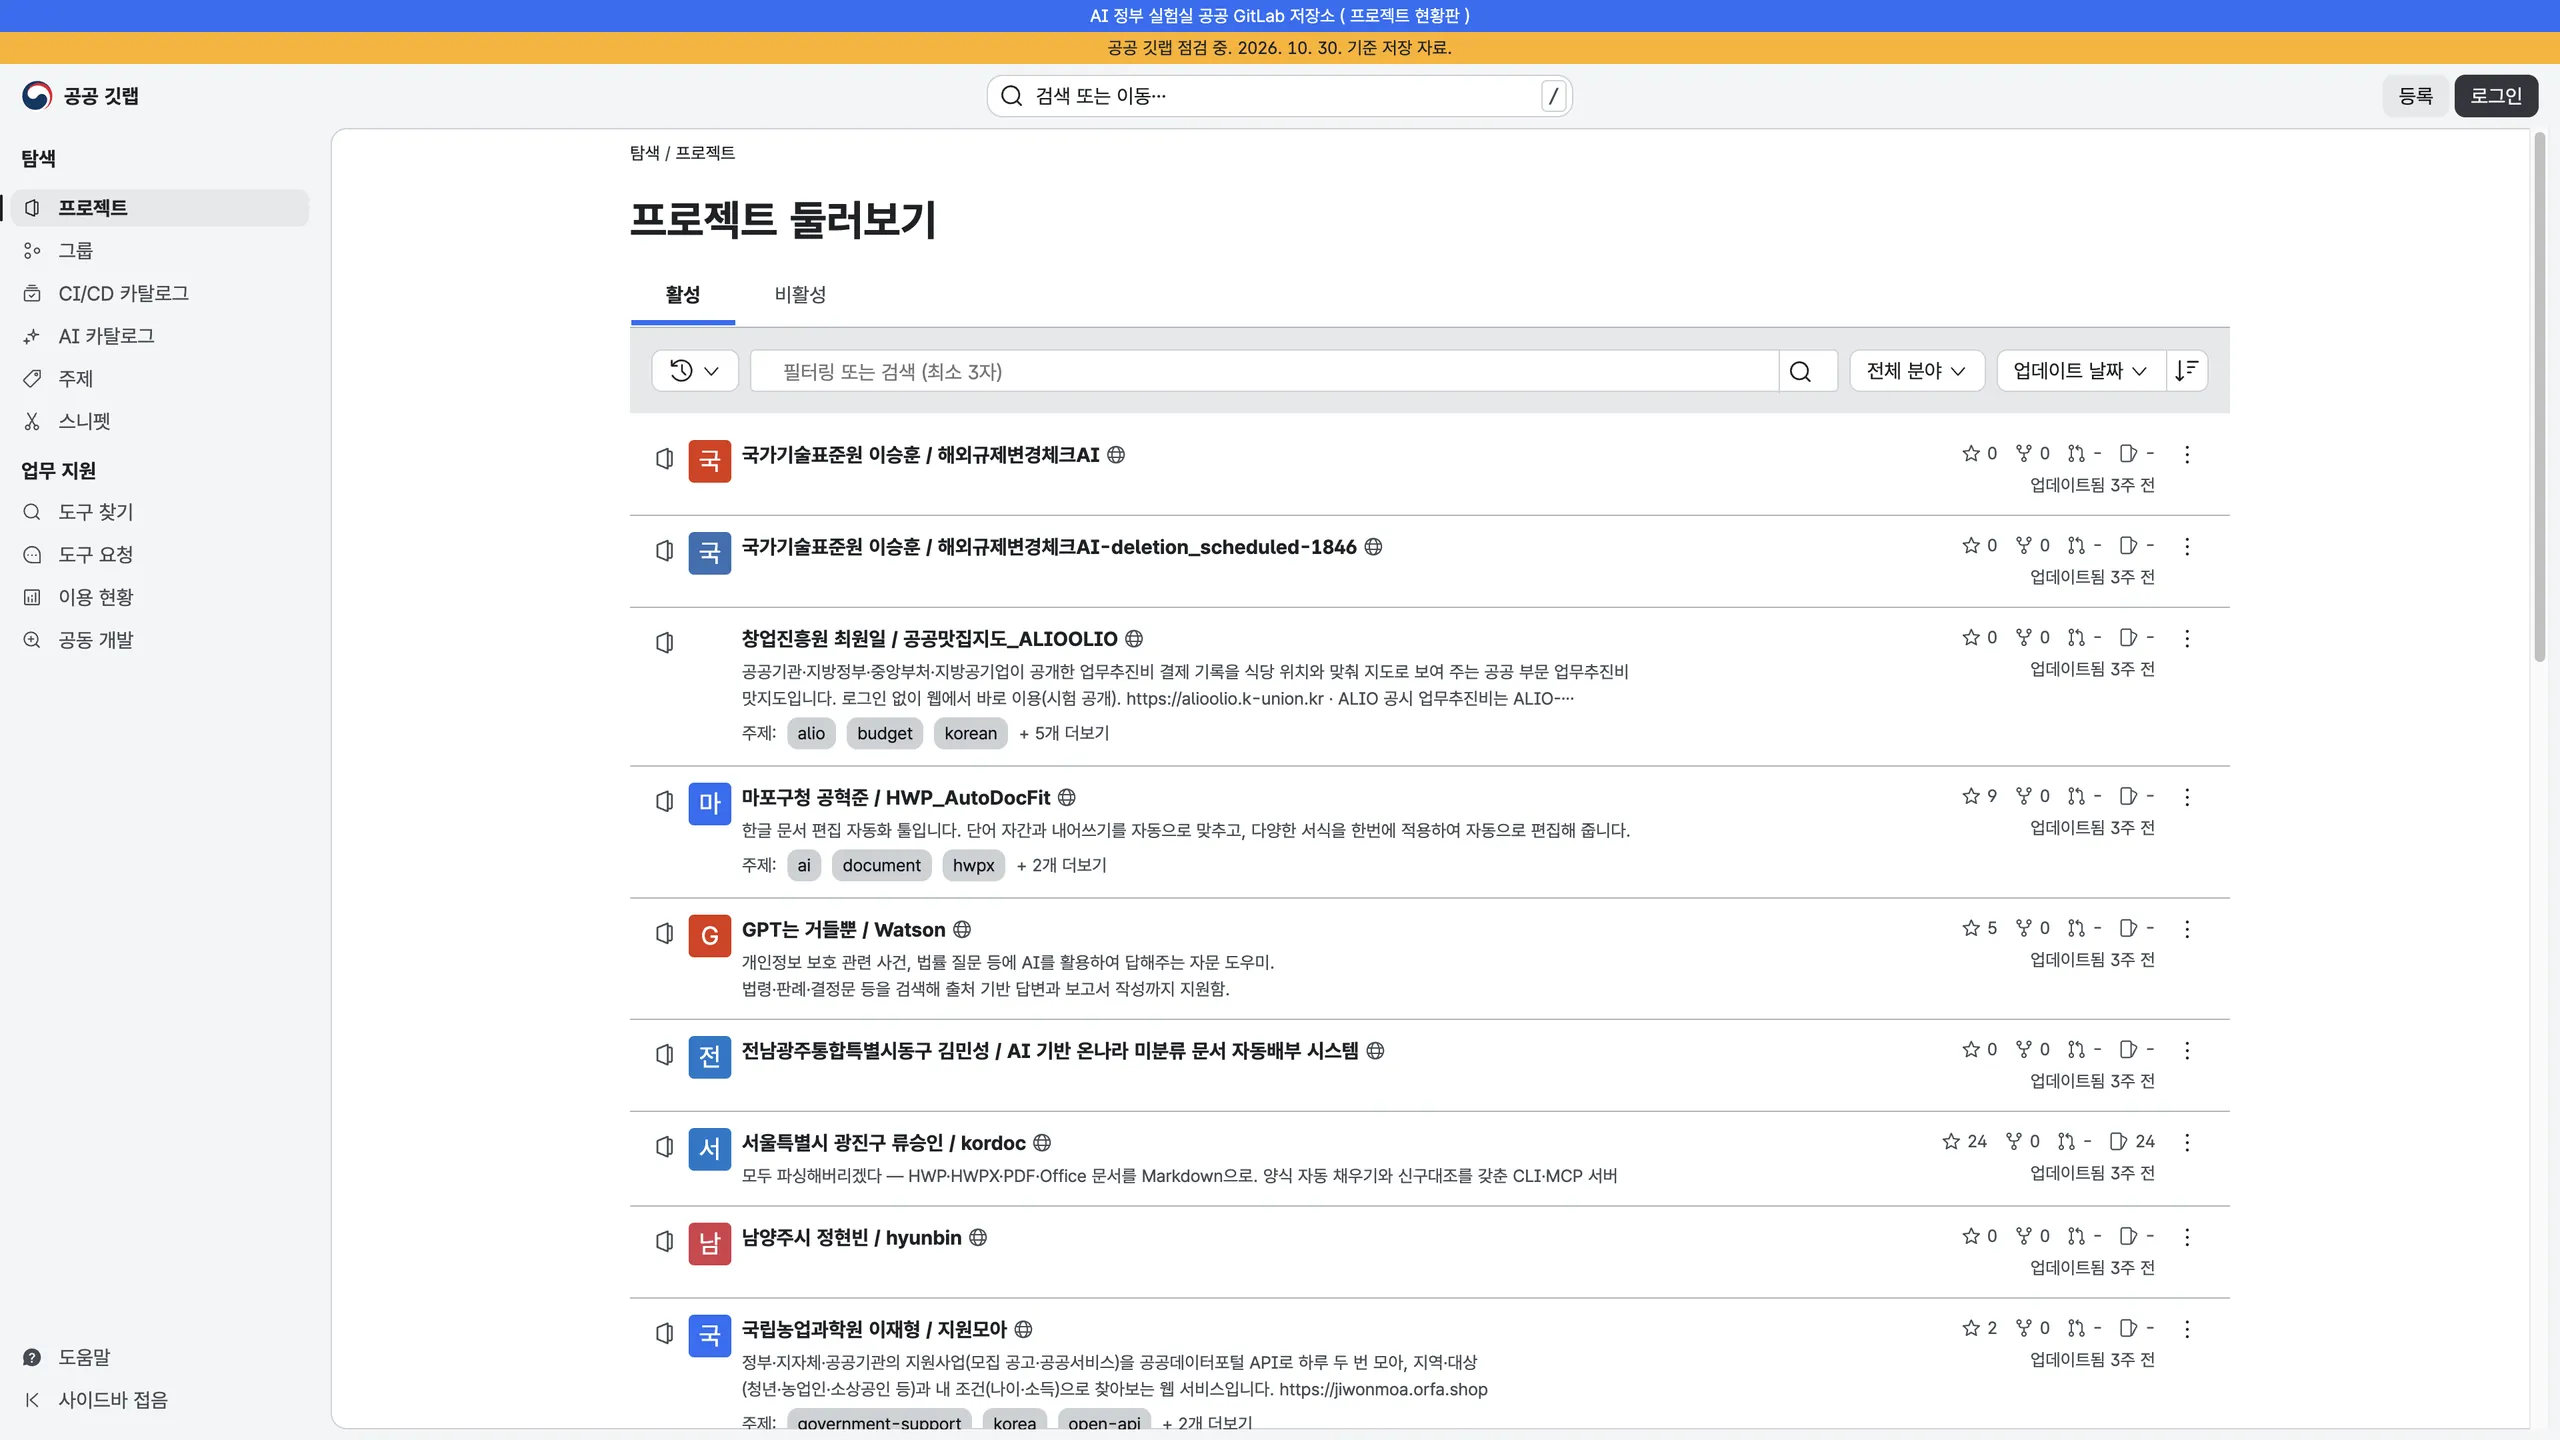 AI 정부 실험실 공공 GitLab 저장소 ( 프로젝트 현황판 )
공공 깃랩 점검 중. 2026. 10. 30. 기준 저장 자료.
공공 깃랩
검색 또는 이동…
/
등록
로그인
탐색
프로젝트
그룹
CI/CD 카탈로그
AI 카탈로그
주제
스니펫
업무 지원
도구 찾기
도구 요청
이용 현황
공동 개발
도움말
사이드바 접음
탐색 / 프로젝트
프로젝트 둘러보기
활성
비활성
필터링 또는 검색 (최소 3자)
전체 분야
업데이트 날짜
국
국가기술표준원 이승훈 / 해외규제변경체크AI
0 0 - -
업데이트됨 3주 전
국
국가기술표준원 이승훈 / 해외규제변경체크AI-deletion_scheduled-1846
0 0 - -
업데이트됨 3주 전
창업진흥원 최원일 / 공공맛집지도_ALIOOLIO
0 0 - -
업데이트됨 3주 전
공공기관·지방정부·중앙부처·지방공기업이 공개한 업무추진비 결제 기록을 식당 위치와 맞춰 지도로 보여 주는 공공 부문 업무추진비
맛지도입니다. 로그인 없이 웹에서 바로 이용(시험 공개). https://alioolio.k-union.kr · ALIO 공시 업무추진비는 ALIO-…
주제: alio budget korean + 5개 더보기
마
마포구청 공혁준 / HWP_AutoDocFit
9 0 - -
업데이트됨 3주 전
한글 문서 편집 자동화 툴입니다. 단어 자간과 내어쓰기를 자동으로 맞추고, 다양한 서식을 한번에 적용하여 자동으로 편집해 줍니다.
주제: ai document hwpx + 2개 더보기
G
GPT는 거들뿐 / Watson
5 0 - -
업데이트됨 3주 전
개인정보 보호 관련 사건, 법률 질문 등에 AI를 활용하여 답해주는 자문 도우미.
법령·판례·결정문 등을 검색해 출처 기반 답변과 보고서 작성까지 지원함.
전
전남광주통합특별시동구 김민성 / AI 기반 온나라 미분류 문서 자동배부 시스템
0 0 - -
업데이트됨 3주 전
서
서울특별시 광진구 류승인 / kordoc
24 0 - 24
업데이트됨 3주 전
모두 파싱해버리겠다 — HWP·HWPX·PDF·Office 문서를 Markdown으로. 양식 자동 채우기와 신구대조를 갖춘 CLI·MCP 서버
남
남양주시 정현빈 / hyunbin
0 0 - -
업데이트됨 3주 전
국
국립농업과학원 이재형 / 지원모아
2 0 - -
업데이트됨 3주 전
정부·지자체·공공기관의 지원사업(모집 공고·공공서비스)을 공공데이터포털 API로 하루 두 번 모아, 지역·대상
(청년·농업인·소상공인 등)과 내 조건(나이·소득)으로 찾아보는 웹 서비스입니다. https://jiwonmoa.orfa.shop
주제: government-support korea open-api + 2개 더보기